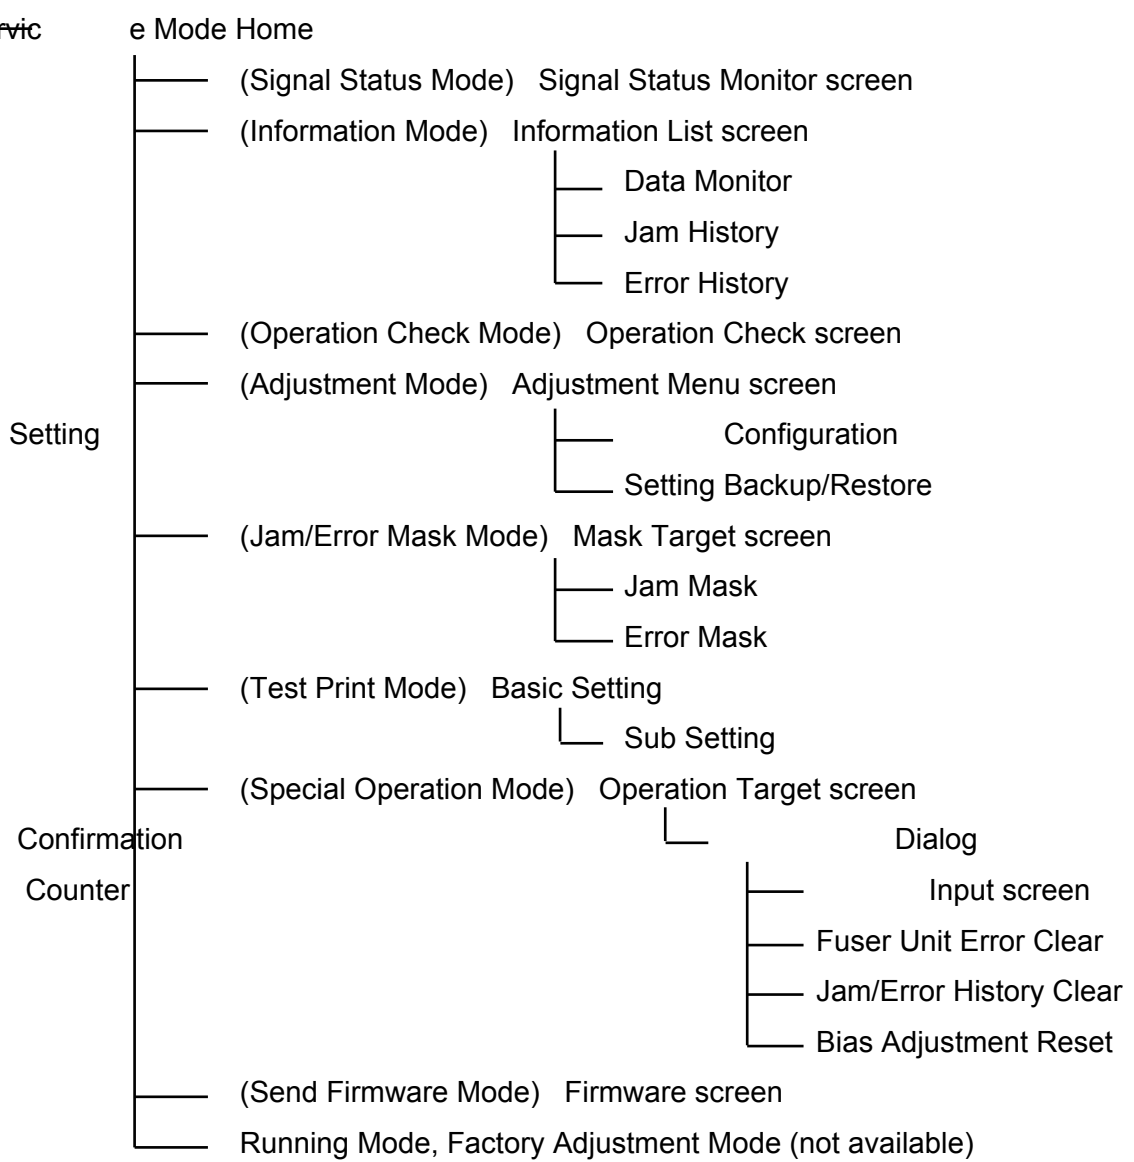 rvic e Mode Home
(Signal Status Mode) Signal Status Monitor screen
(Information Mode) Information List screen
Data Monitor
Jam History
Error History
(Operation Check Mode) Operation Check screen
(Adjustment Mode) Adjustment Menu screen
Setting Configuration
Setting Backup/Restore
(Jam/Error Mask Mode) Mask Target screen
Jam Mask
Error Mask
(Test Print Mode) Basic Setting
Sub Setting
(Special Operation Mode) Operation Target screen
Confirmation Dialog
Counter Input screen
Fuser Unit Error Clear
Jam/Error History Clear
Bias Adjustment Reset
(Send Firmware Mode) Firmware screen
Running Mode, Factory Adjustment Mode (not available)